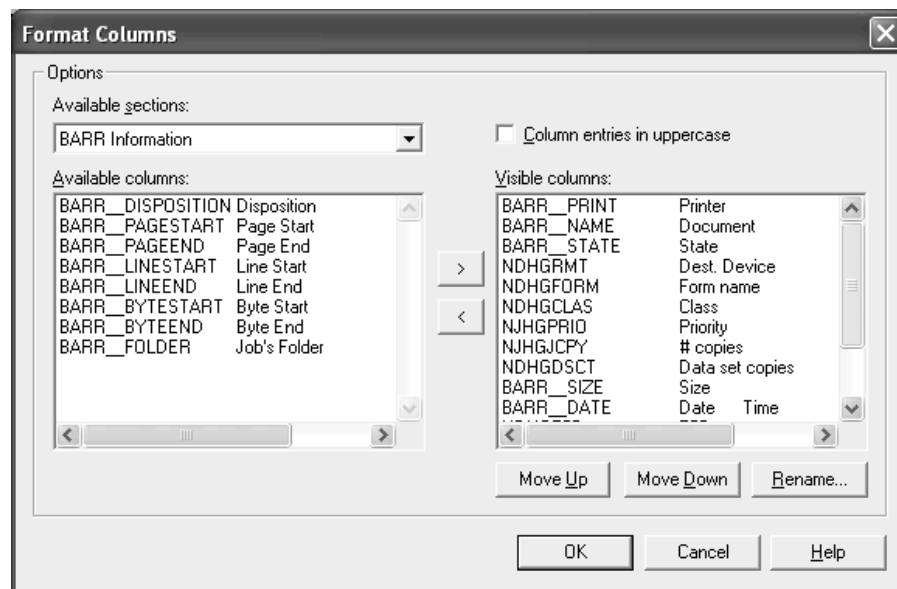 Format Columns
Options
Available sections:
BARR Information
Column entries in uppercase
Available columns:
BARR__DISPOSITION Disposition
BARR__PAGESTART Page Start
BARR__PAGEEND Page End
BARR__LINESTART Line Start
BARR__LINEEND Line End
BARR__BYTESTART Byte Start
BARR__BYTEEND Byte End
BARR__FOLDER Job's Folder
>
<
Visible columns:
BARR__PRINT Printer
BARR__NAME Document
BARR__STATE State
NDHGRMT Dest. Device
NDHGFORM Form name
NDHGCLAS Class
NJHGPRIO Priority
NJHGJCPY # copies
NDHGDSCT Data set copies
BARR__SIZE Size
BARR__DATE Date Time
Move Up Move Down Rename...
OK Cancel Help